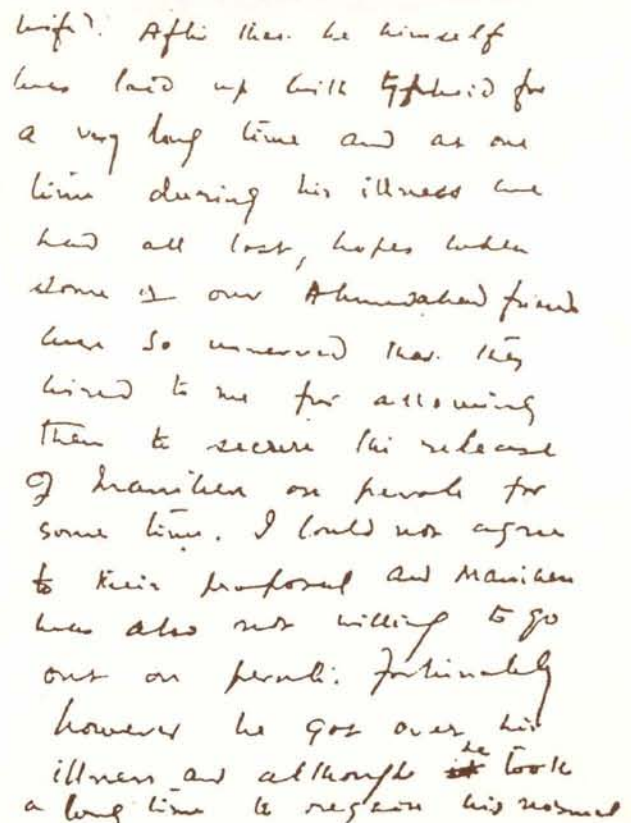 wife). After that he himself
was laid up with typhoid for
a very long time and at one
time during his illness we
had all lost, hopes when
some of our Ahmedabad friends
were so unnerved that they
wired to me for allowing
them to secure the release
of Maniben on parole for
some time. I could not agree
to their proposal and Maniben
was also not willing to go
out on parole. Fortunately
however he got over his
illness and although he took
a long time to regain his normal